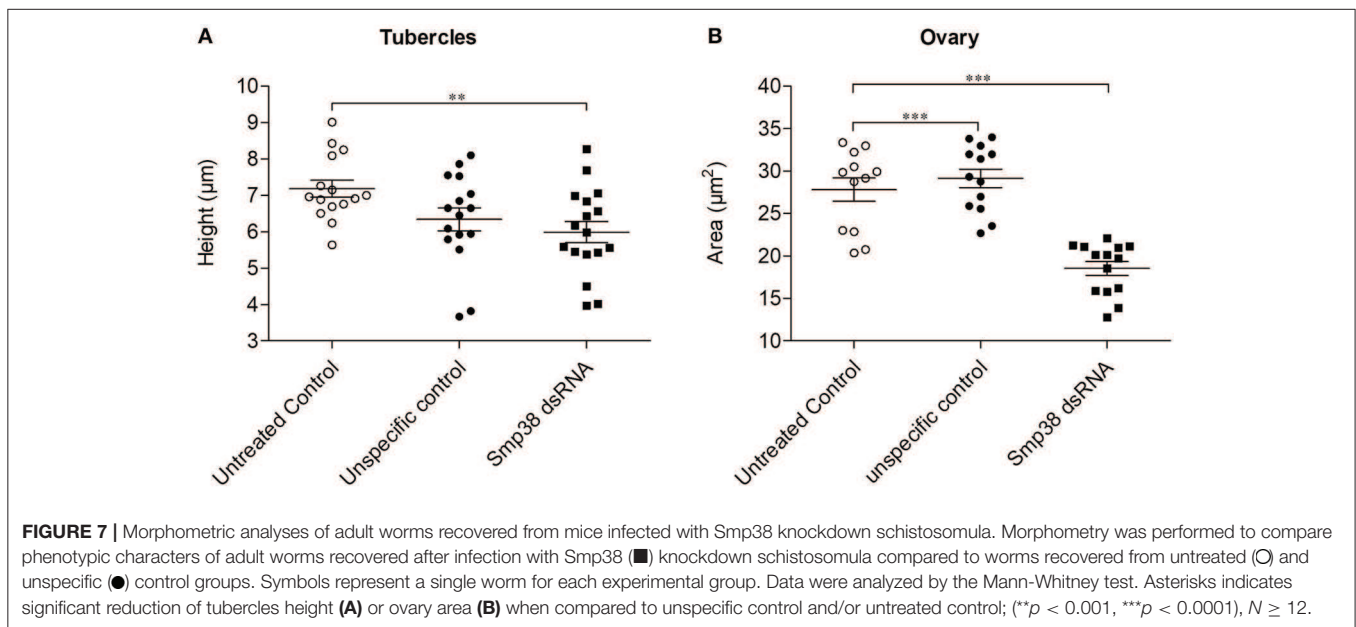 A
Tubercles
**
10
9
8
7
6
5
4
3
Height (µm)
Untreated Control
Unspecific control
Smp38 dsRNA
B
Ovary
***
***
40
35
30
25
20
15
10
Area (µm²)
Untreated Control
unspecific control
Smp38 dsRNA
FIGURE 7 | Morphometric analyses of adult worms recovered from mice infected with Smp38 knockdown schistosomula. Morphometry was performed to compare
phenotypic characters of adult worms recovered after infection with Smp38 (■) knockdown schistosomula compared to worms recovered from untreated (○) and
unspecific (●) control groups. Symbols represent a single worm for each experimental group. Data were analyzed by the Mann-Whitney test. Asterisks indicates
significant reduction of tubercles height (A) or ovary area (B) when compared to unspecific control and/or untreated control; (**p < 0.001, ***p < 0.0001), N ≥ 12.